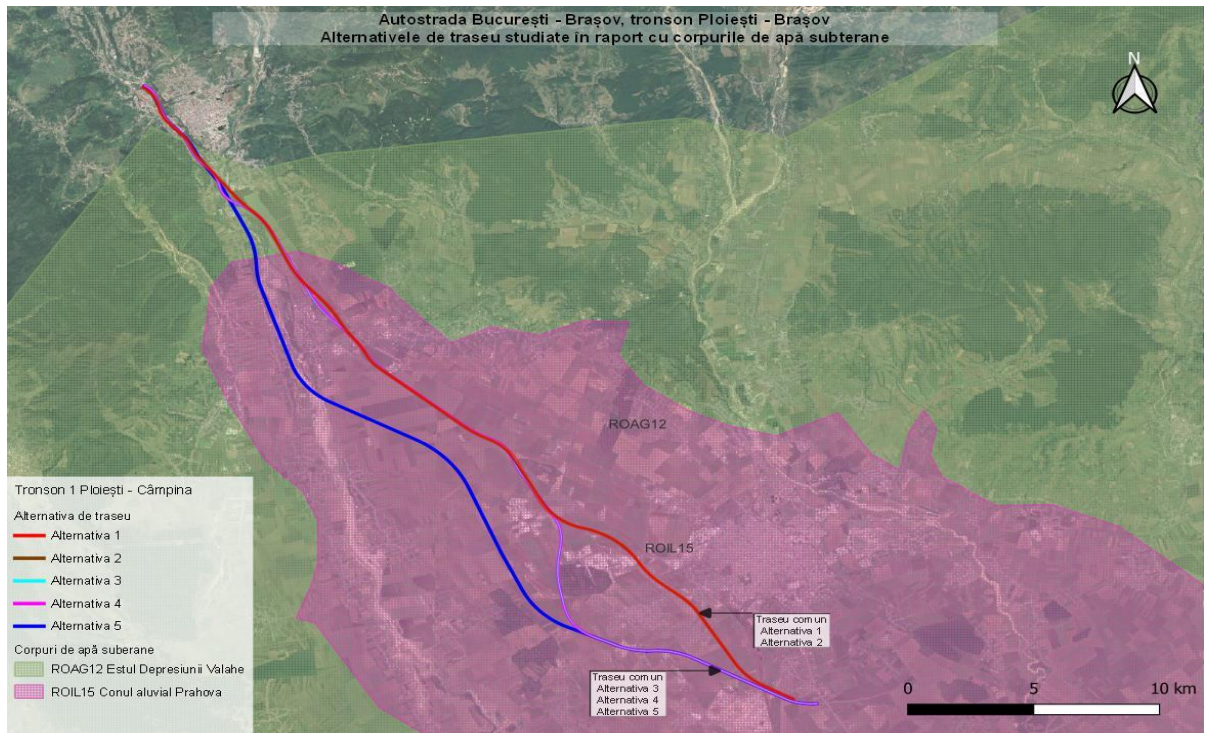 Autostrada București - Brașov, tronson Ploiești - Brașov
Alternativele de traseu studiate în raport cu corpurile de apă subterane
N
ROAG12
ROIL15
Traseu comun
Alternativa 1
Alternativa 2
Traseu comun
Alternativa 3
Alternativa 4
Alternativa 5
0 5 10 km
Tronson 1 Ploiești - Câmpina
Alternativa de traseu
Alternativa 1
Alternativa 2
Alternativa 3
Alternativa 4
Alternativa 5
Corpuri de apă suberane
ROAG12 Estul Depresiunii Valahe
ROIL15 Conul aluvial Prahova